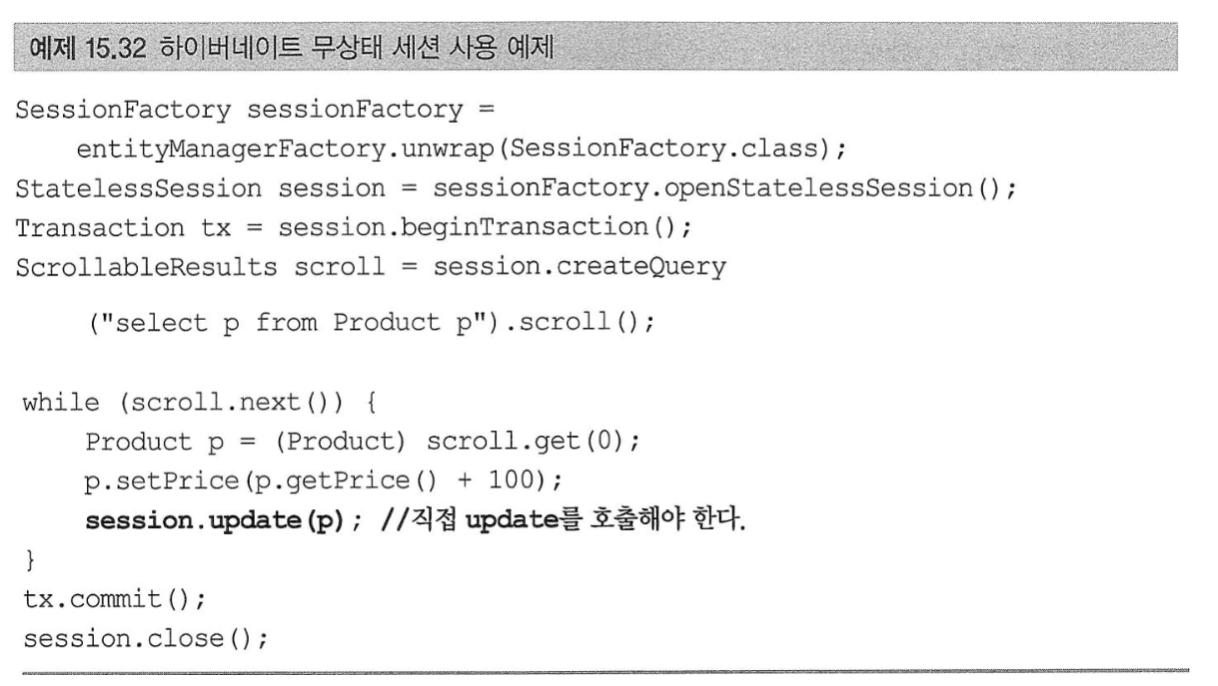 예제 15.32 하이버네이트 무상태 세션 사용 예제
SessionFactory sessionFactory =
    entityManagerFactory.unwrap(SessionFactory.class);
StatelessSession session = sessionFactory.openStatelessSession();
Transaction tx = session.beginTransaction();
ScrollableResults scroll = session.createQuery
    ("select p from Product p").scroll();
while (scroll.next()) {
    Product p = (Product) scroll.get(0);
    p.setPrice(p.getPrice() + 100);
    session.update(p); //직접 update를 호출해야 한다.
}
tx.commit();
session.close();